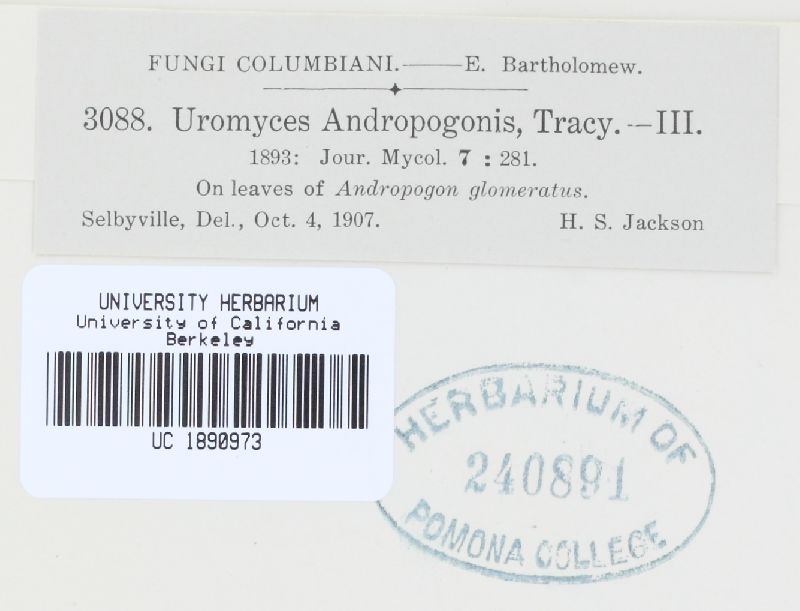 FUNGI COLUMBIANI.——E. Bartholomew.
3088. Uromyces Andropogonis, Tracy.—III.
1893: Jour. Mycol. 7 : 281.
On leaves of Andropogon glomeratus.
Selbyville, Del., Oct. 4, 1907. H. S. Jackson
UNIVERSITY HERBARIUM
University of California
Berkeley
UC 1890973
HERBARIUM OF
240891
POMONA COLLEGE